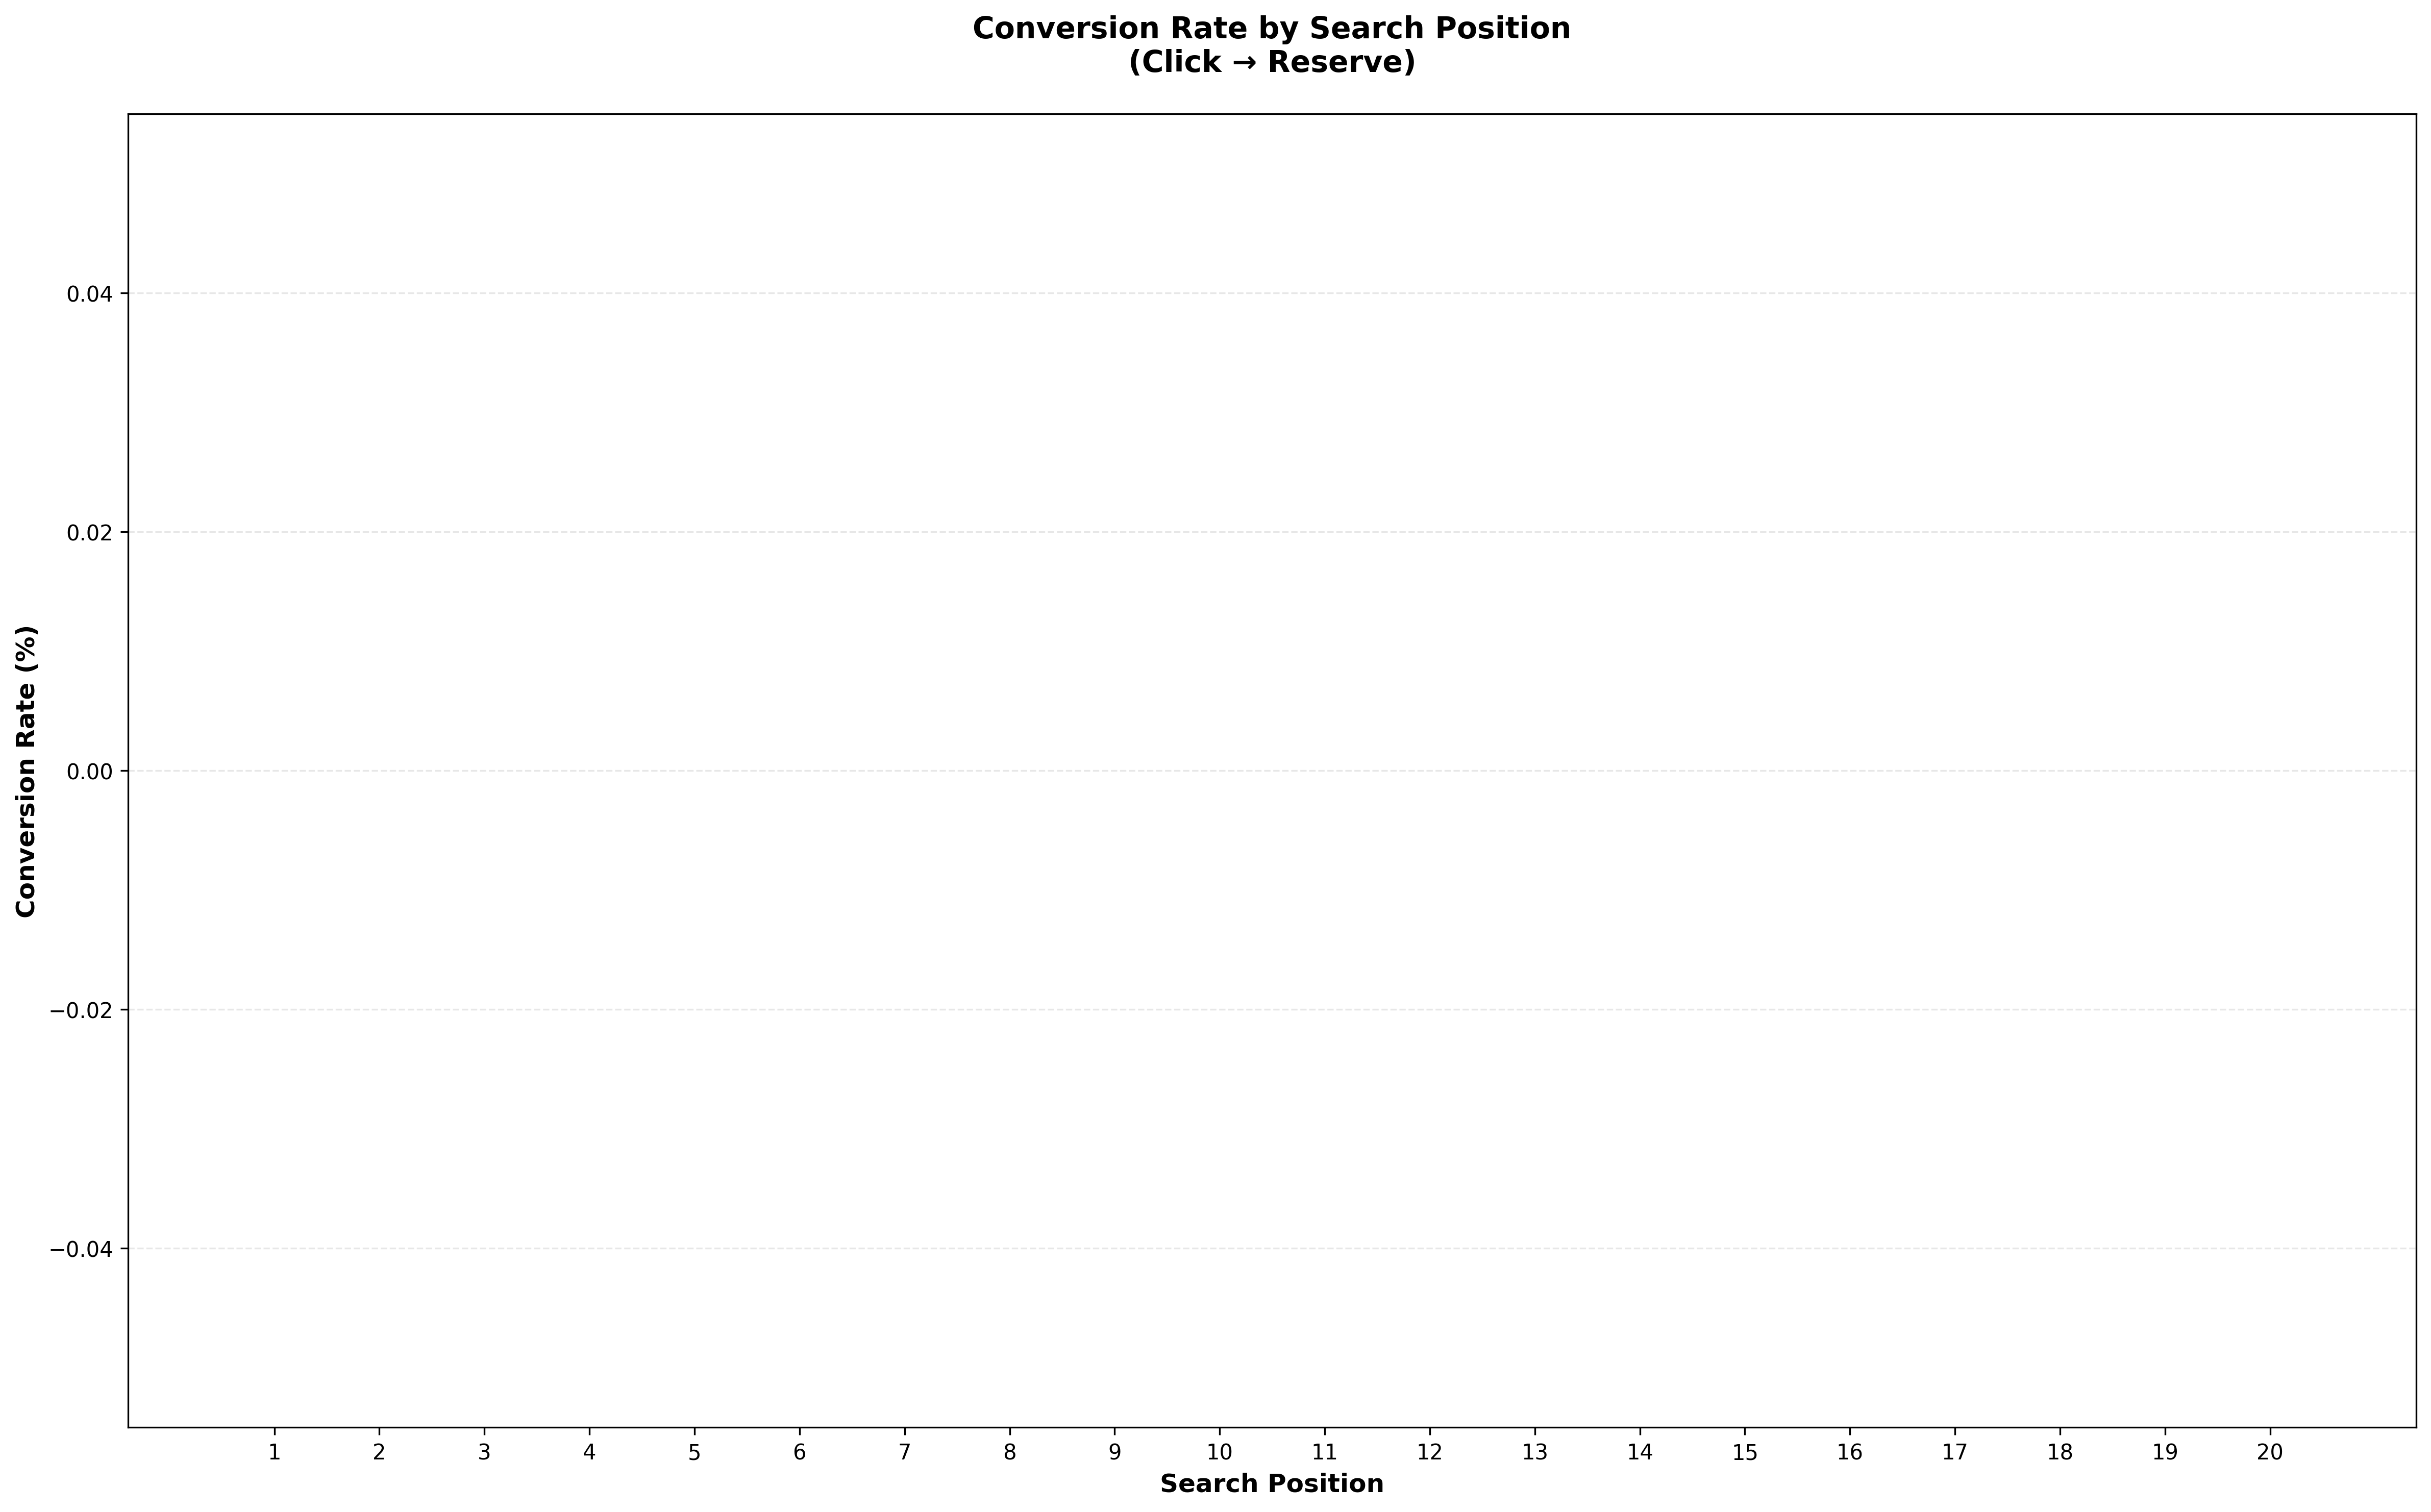 Conversion Rate by Search Position
(Click → Reserve)
Conversion Rate (%)
0.04
0.02
0.00
−0.02
−0.04
1 2 3 4 5 6 7 8 9 10 11 12 13 14 15 16 17 18 19 20
Search Position